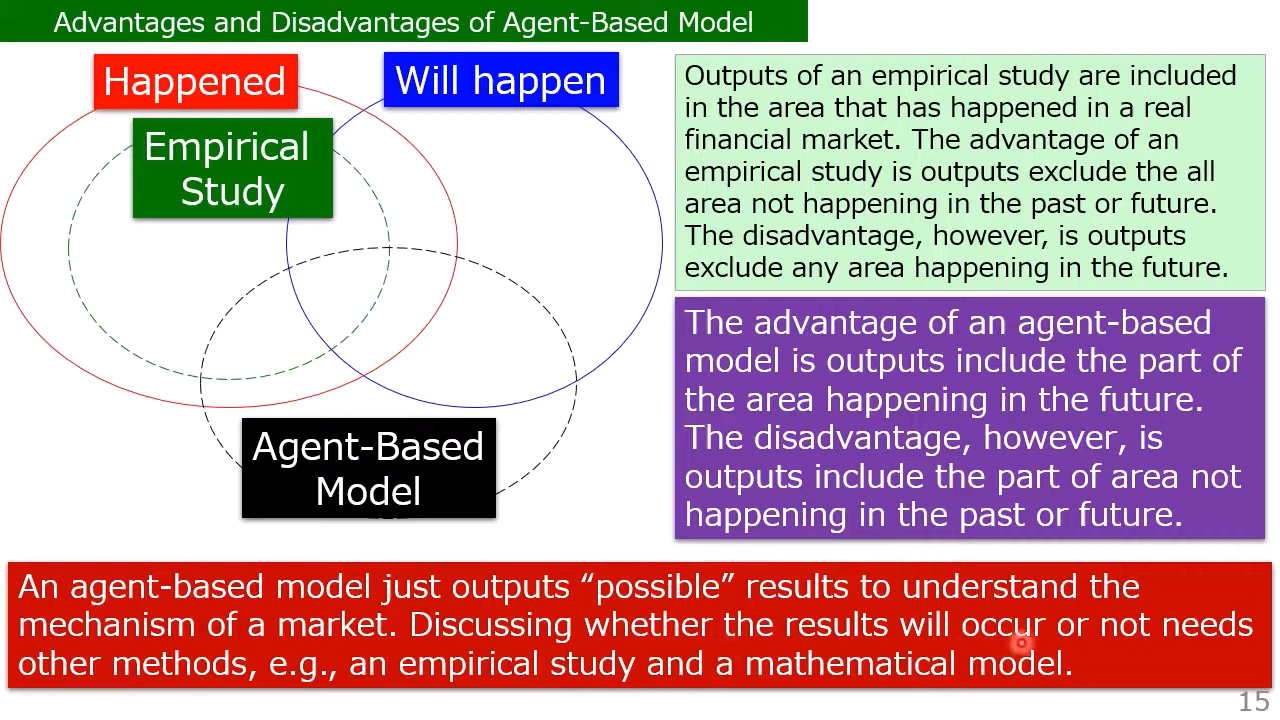 Advantages and Disadvantages of Agent-Based Model
Happened
Will happen
Empirical
Study
Agent-Based
Model
Outputs of an empirical study are included
in the area that has happened in a real
financial market. The advantage of an
empirical study is outputs exclude the all
area not happening in the past or future.
The disadvantage, however, is outputs
exclude any area happening in the future.
The advantage of an agent-based
model is outputs include the part of
the area happening in the future.
The disadvantage, however, is
outputs include the part of area not
happening in the past or future.
An agent-based model just outputs “possible” results to understand the
mechanism of a market. Discussing whether the results will occur or not needs
other methods, e.g., an empirical study and a mathematical model.
15